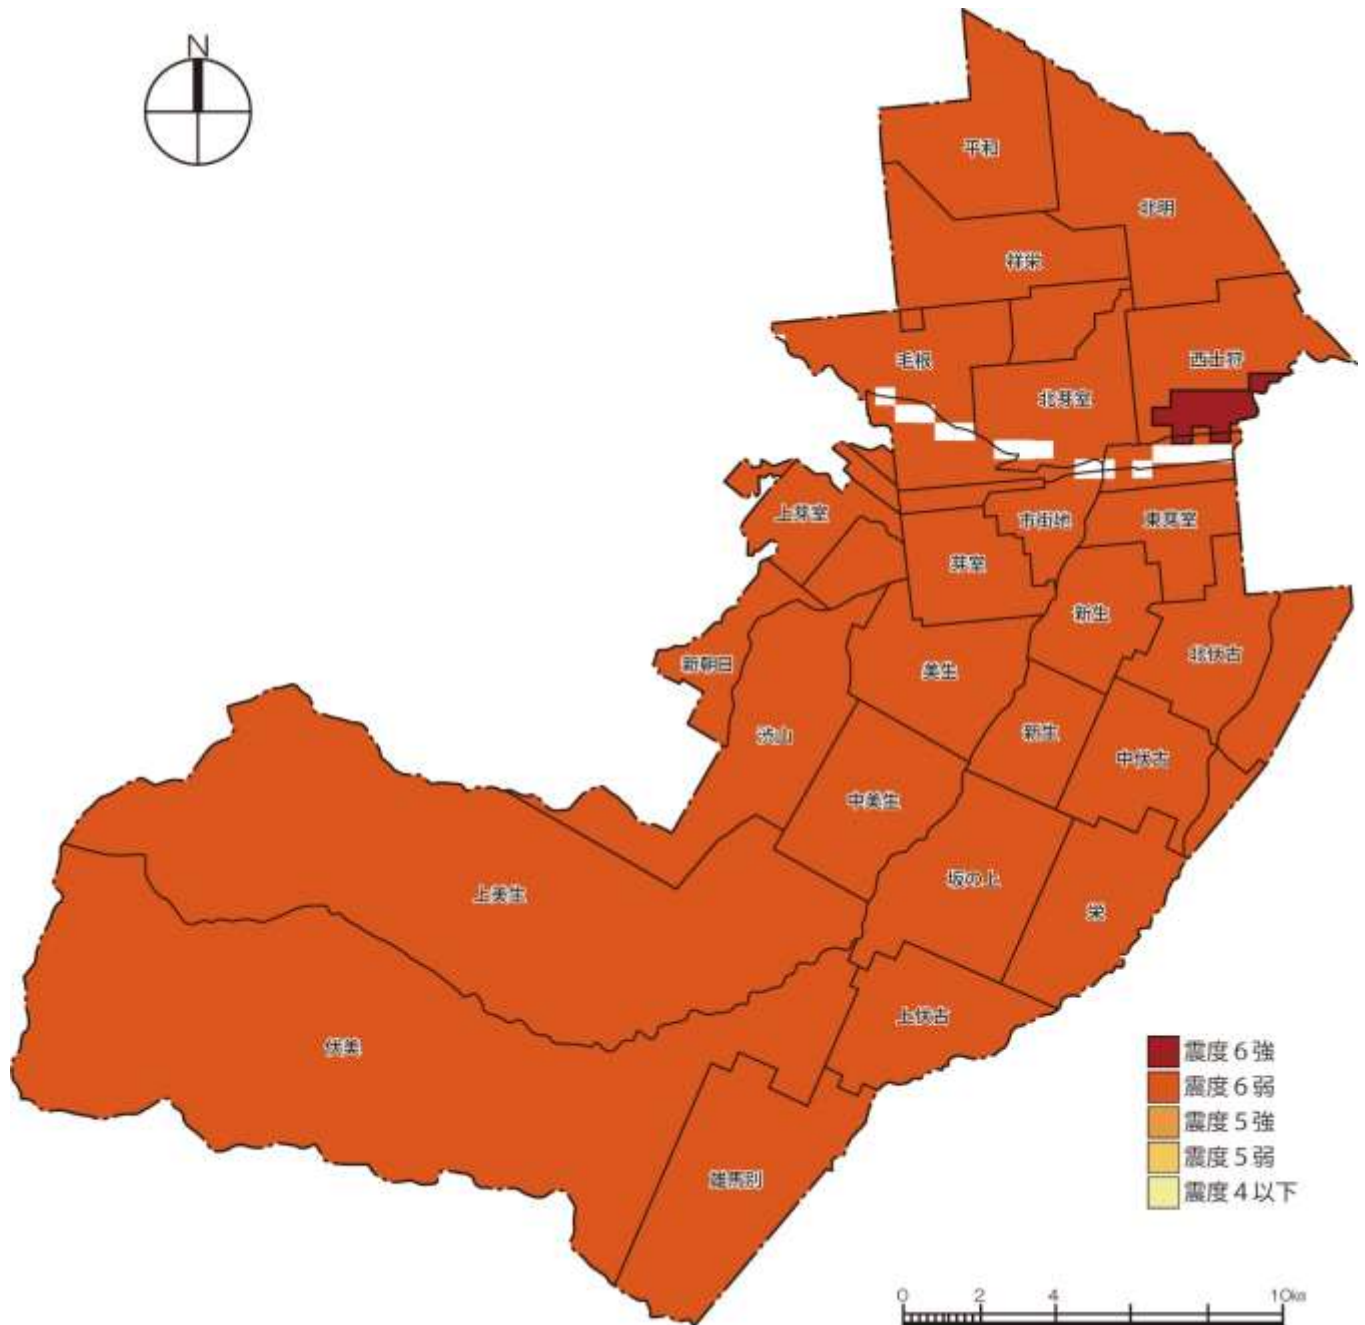 N
平和
北明
祥栄
毛根
西士狩
北芽室
上芽室
市街地
東芽室
芽室
新生
新朝日
美生
北伏古
渋山
新生
中伏古
中美生
上美生
坂の上
栄
上伏古
伏美
雄馬別
震度6強
震度6弱
震度5強
震度5弱
震度4以下
0 2 4 10km